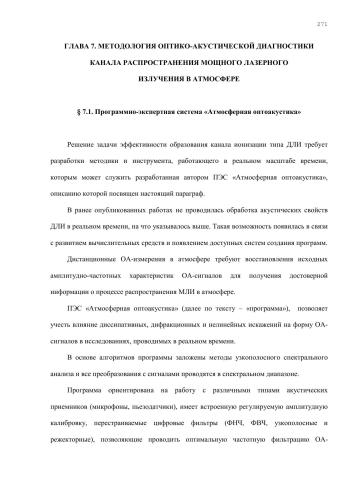 271
ГЛАВА 7. МЕТОДОЛОГИЯ ОПТИКО-АКУСТИЧЕСКОЙ ДИАГНОСТИКИ
КАНАЛА РАСПРОСТРАНЕНИЯ МОЩНОГО ЛАЗЕРНОГО
ИЗЛУЧЕНИЯ В АТМОСФЕРЕ
§ 7.1. Программно-экспертная система «Атмосферная оптоакустика»
Решение задачи эффективности образования канала ионизации типа ДЛИ требует
разработки методики и инструмента, работающего в реальном масштабе времени,
которым может служить разработанная автором ПЭС «Атмосферная оптоакустика»,
описанию которой посвящен настоящий параграф.
В ранее опубликованных работах не проводилась обработка акустических свойств
ДЛИ в реальном времени, на что указывалось выше. Такая возможность появилась в связи
с развитием вычислительных средств и появлением доступных систем создания программ.
Дистанционные ОА-измерения в атмосфере требуют восстановления исходных
амплитудно-частотных характеристик ОА-сигналов для получения достоверной
информации о процессе распространения МЛИ в атмосфере.
ПЭС «Атмосферная оптоакустика» (далее по тексту – «программа»), позволяет
учесть влияние диссипативных, дифракционных и нелинейных искажений на форму ОА-
сигналов в исследованиях, проводимых в реальном времени.
В основе алгоритмов программы заложены методы узкополосного спектрального
анализа и все преобразования с сигналами проводятся в спектральном диапазоне.
Программа ориентирована на работу с различными типами акустических
приемников (микрофоны, пьезодатчики), имеет встроенную регулируемую амплитудную
калибровку, перестраиваемые цифровые фильтры (ФНЧ, ФВЧ, узкополосные и
режекторные), позволяющие проводить оптимальную частотную фильтрацию ОА-